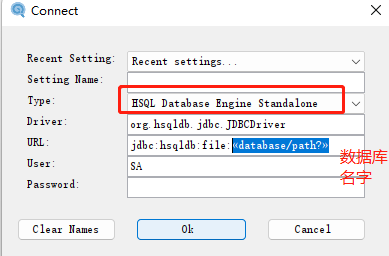 Connect
Recent Setting: Recent settings...
Setting Name:
Type: HSQL Database Engine Standalone
Driver: org.hsqldb.jdbc.JDBCDriver
URL: jdbc:hsqldb:file:«database/path?»
数据库
名字
User: SA
Password:
Clear Names Ok Cancel